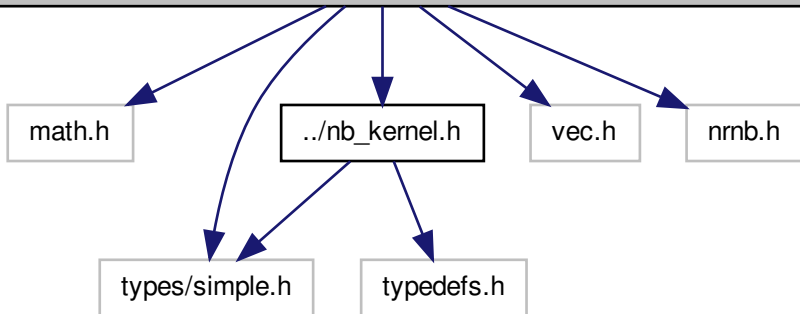 math.h
../nb_kernel.h
vec.h
nrnb.h
types/simple.h
typedefs.h